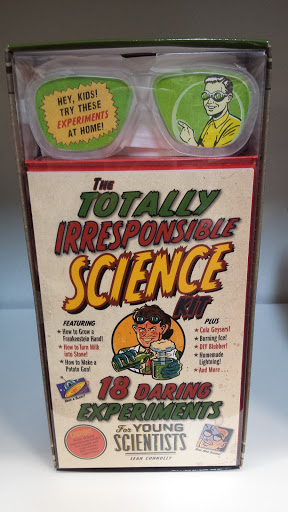 HEY, KIDS!
TRY THESE
EXPERIMENTS
AT HOME!
THE
TOTALLY
IRRESPONSIBLE
SCIENCE
KIT
FEATURING
★ How to Grow a
Frankenstein Hand!
★ How to Turn Milk
into Stone!
★ How to Make a
Potato Gun!
PLUS
★ Cola Geysers!
★ Burning Ice!
★ DIY Blubber!
★ Homemade
Lightning!
★ And More . . .
18 DARING
EXPERIMENTS
For YOUNG
SCIENTISTS
SEAN CONNOLLY